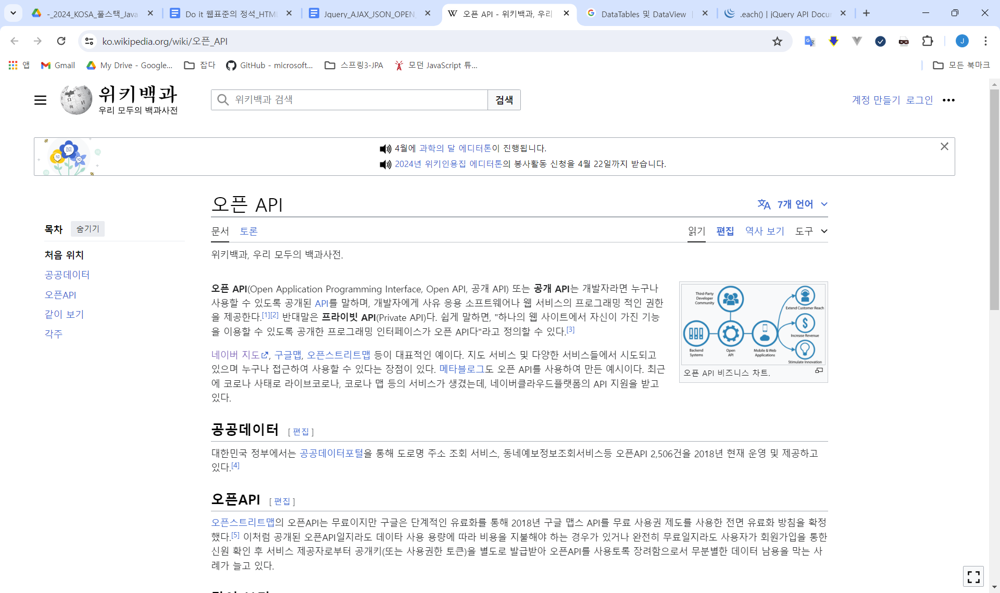 -_2024_KOSA_풀스택_Java
Do it 웹표준의 정석_HTML
Jquery_AJAX_JSON_OPEN_
오픈 API - 위키백과, 우리
DataTables 및 DataView
.each() | jQuery API Docu
ko.wikipedia.org/wiki/오픈_API
J
앱
Gmail
My Drive - Google...
잡다
GitHub - microsoft...
스프링3-JPA
모던 JavaScript 튜...
모든 북마크
위키백과
우리 모두의 백과사전
위키백과 검색
검색
계정 만들기 로그인
4월에 과학의 달 에디터톤이 진행됩니다.
2024년 위키인용집 에디터톤의 봉사활동 신청을 4월 22일까지 받습니다.
오픈 API
7개 언어
목차 숨기기
문서 토론
읽기 편집 역사 보기 도구
처음 위치
공공데이터
오픈API
같이 보기
각주
위키백과, 우리 모두의 백과사전.
오픈 API(Open Application Programming Interface, Open API, 공개 API) 또는 공개 API는 개발자라면 누구나
사용할 수 있도록 공개된 API를 말하며, 개발자에게 사유 응용 소프트웨어나 웹 서비스의 프로그래밍 적인 권한
을 제공한다.[1][2] 반대말은 프라이빗 API(Private API)다. 쉽게 말하면, "하나의 웹 사이트에서 자신이 가진 기능
을 이용할 수 있도록 공개한 프로그래밍 인터페이스가 오픈 API다"라고 정의할 수 있다.[3]
네이버 지도, 구글맵, 오픈스트리트맵 등이 대표적인 예이다. 지도 서비스 및 다양한 서비스들에서 시도되고
있으며 누구나 접근하여 사용할 수 있다는 장점이 있다. 메타블로그도 오픈 API를 사용하여 만든 예시이다. 최근
에 코로나 사태로 라이브코로나, 코로나 맵 등의 서비스가 생겼는데, 네이버클라우드플랫폼의 API 지원을 받고
있다.
Third-Party
Developer
Community
Extend Customer Reach
Increase Revenue
Backend
Systems
Open
API
Mobile & Web
Applications
Stimulate Innovation
오픈 API 비즈니스 차트.
공공데이터 [ 편집 ]
대한민국 정부에서는 공공데이터포털을 통해 도로명 주소 조회 서비스, 동네예보정보조회서비스등 오픈API 2,506건을 2018년 현재 운영 및 제공하고
있다.[4]
오픈API [ 편집 ]
오픈스트리트맵의 오픈API는 무료이지만 구글은 단계적인 유료화를 통해 2018년 구글 맵스 API를 무료 사용권 제도를 사용한 전면 유료화 방침을 확정
했다.[5] 이처럼 공개된 오픈API일지라도 데이타 사용 용량에 따라 비용을 지불해야 하는 경우가 있거나 완전히 무료일지라도 사용자가 회원가입을 통한
신원 확인 후 서비스 제공자로부터 공개키(또는 사용권한 토큰)을 별도로 발급받아 오픈API를 사용토록 장려함으로서 무분별한 데이터 남용을 막는 사
례가 늘고 있다.